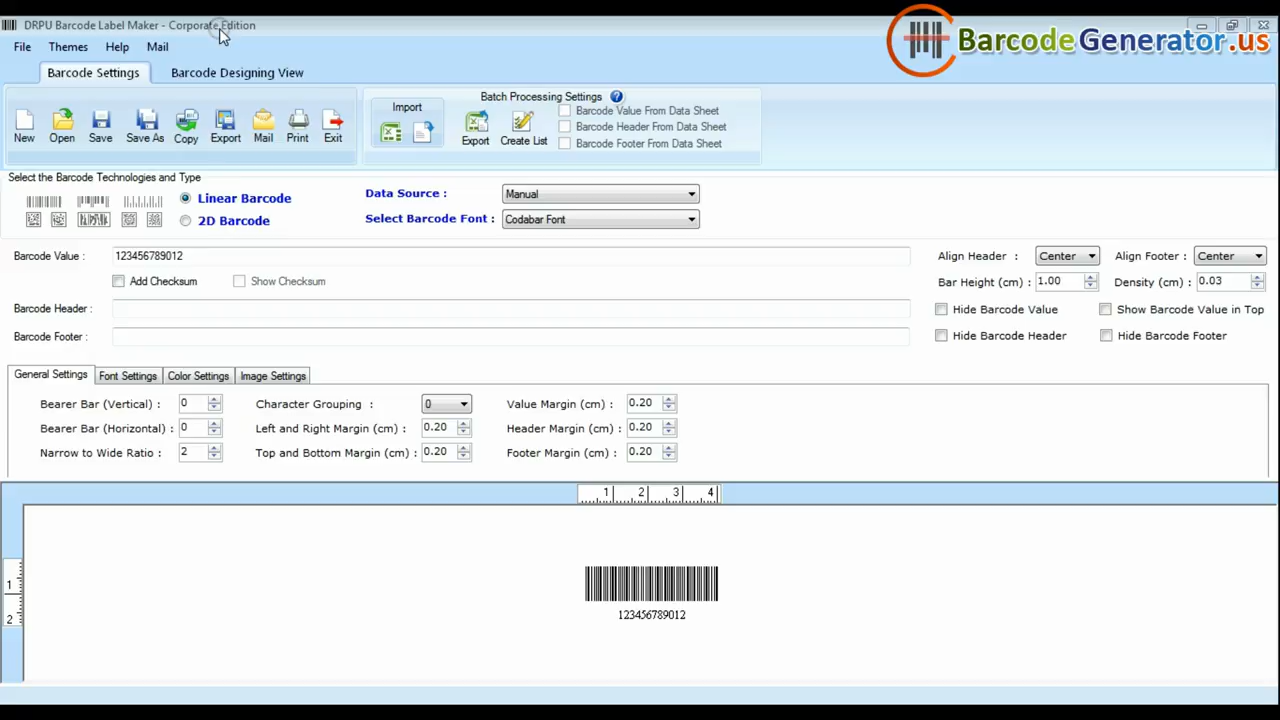 DRPU Barcode Label Maker - Corporate Edition
BarcodeGenerator.us
File Themes Help Mail
Barcode Settings Barcode Designing View
New Open Save Save As Copy Export Mail Print Exit
Import
Batch Processing Settings ?
Export Create List
Barcode Value From Data Sheet
Barcode Header From Data Sheet
Barcode Footer From Data Sheet
Select the Barcode Technologies and Type
Linear Barcode
2D Barcode
Data Source : Manual
Select Barcode Font : Codabar Font
Barcode Value : 123456789012
Add Checksum Show Checksum
Barcode Header :
Barcode Footer :
Align Header : Center Align Footer : Center
Bar Height (cm) : 1.00 Density (cm) : 0.03
Hide Barcode Value Show Barcode Value in Top
Hide Barcode Header Hide Barcode Footer
General Settings Font Settings Color Settings Image Settings
Bearer Bar (Vertical) : 0 Character Grouping : 0 Value Margin (cm) : 0.20
Bearer Bar (Horizontal) : 0 Left and Right Margin (cm) : 0.20 Header Margin (cm) : 0.20
Narrow to Wide Ratio : 2 Top and Bottom Margin (cm) : 0.20 Footer Margin (cm) : 0.20
1 2 3 4
1
2
123456789012